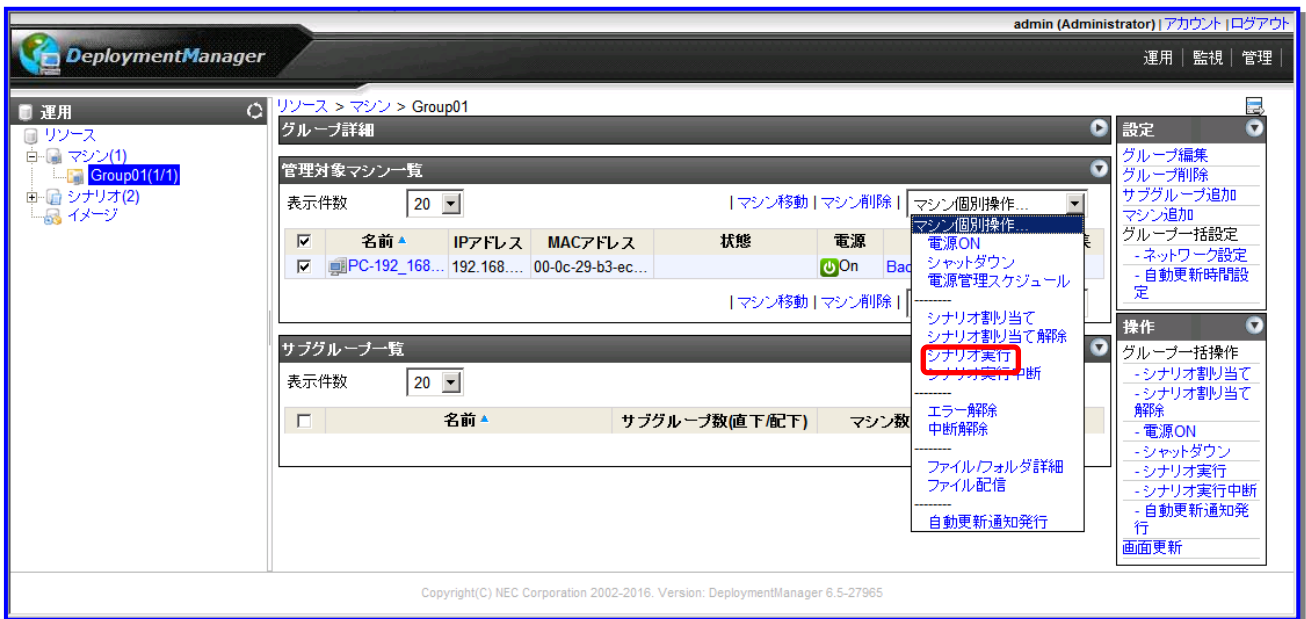 admin (Administrator) | アカウント | ログアウト
DeploymentManager
運用 | 監視 | 管理 |
運用
リソース
マシン(1)
Group01(1/1)
シナリオ(2)
イメージ
リソース > マシン > Group01
グループ詳細
管理対象マシン一覧
表示件数 20 | マシン移動 | マシン削除 | マシン個別操作...
名前 IPアドレス MACアドレス 状態 電源
PC-192_168... 192.168.... 00-0c-29-b3-ec... On Bac
| マシン移動 | マシン削除 |
マシン個別操作...
電源ON
シャットダウン
電源管理スケジュール
--------
シナリオ割り当て
シナリオ割り当て解除
シナリオ実行
シナリオ実行中断
--------
エラー解除
中断解除
--------
ファイル/フォルダ詳細
ファイル配信
--------
自動更新通知発行
サブグループ一覧
表示件数 20
名前 サブグループ数(直下/配下) マシン数
設定
グループ編集
グループ削除
サブグループ追加
マシン追加
グループ一括設定
- ネットワーク設定
- 自動更新時間設
定
操作
グループ一括操作
- シナリオ割り当て
- シナリオ割り当て
解除
- 電源ON
- シャットダウン
- シナリオ実行
- シナリオ実行中断
- 自動更新通知発
行
画面更新
Copyright(C) NEC Corporation 2002-2016. Version: DeploymentManager 6.5-27965